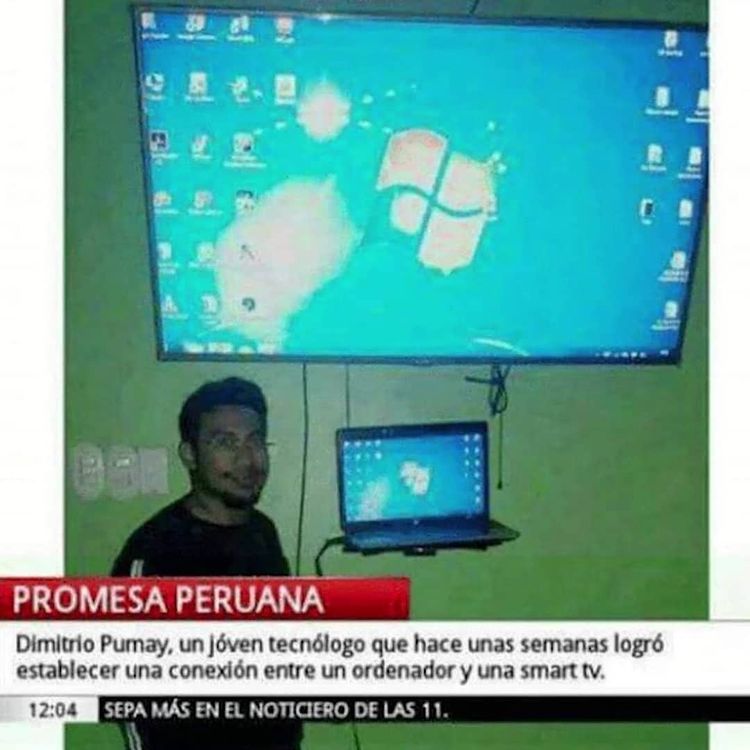 PROMESA PERUANA
Dimitrio Pumay, un jóven tecnólogo que hace unas semanas logró
establecer una conexión entre un ordenador y una smart tv.
12:04 SEPA MÁS EN EL NOTICIERO DE LAS 11.